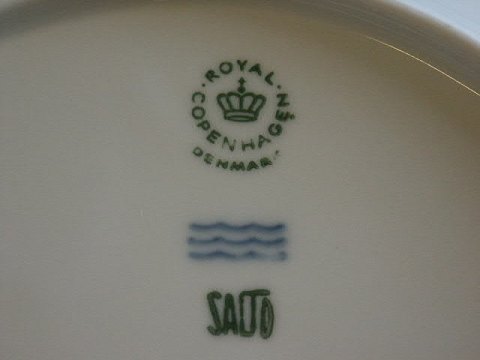 ROYAL
COPENHAGEN
DENMARK
SALTO